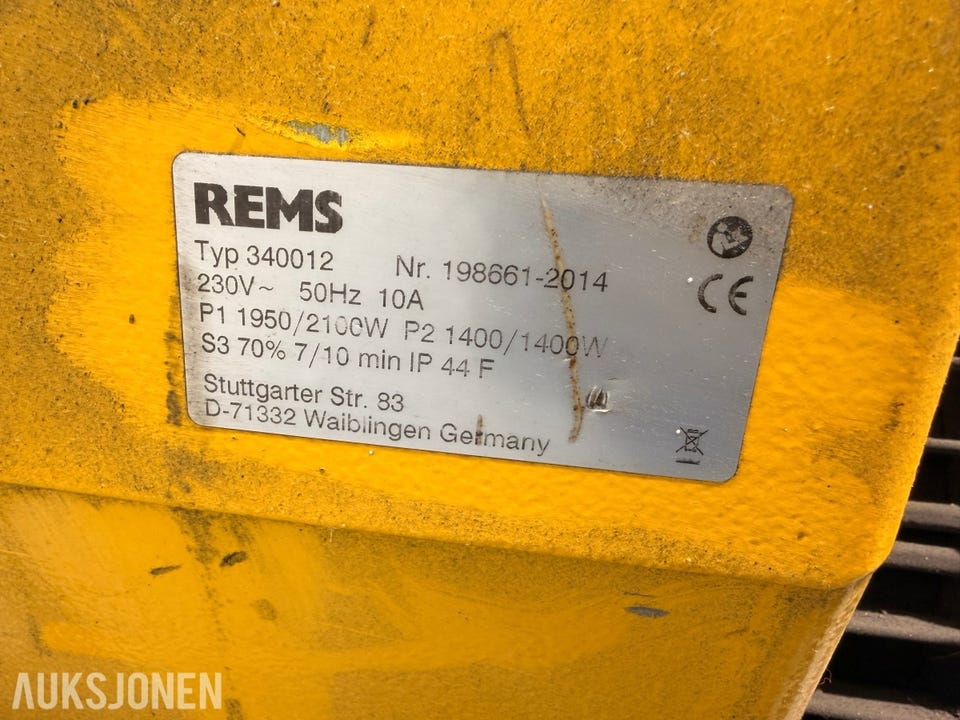 REMS
Typ 340012 Nr. 198661-2014
230V~ 50Hz 10A
P1 1950/2100W P2 1400/1400W
S3 70% 7/10 min IP 44 F
Stuttgarter Str. 83
D-71332 Waiblingen Germany
CE
AUKSJONEN